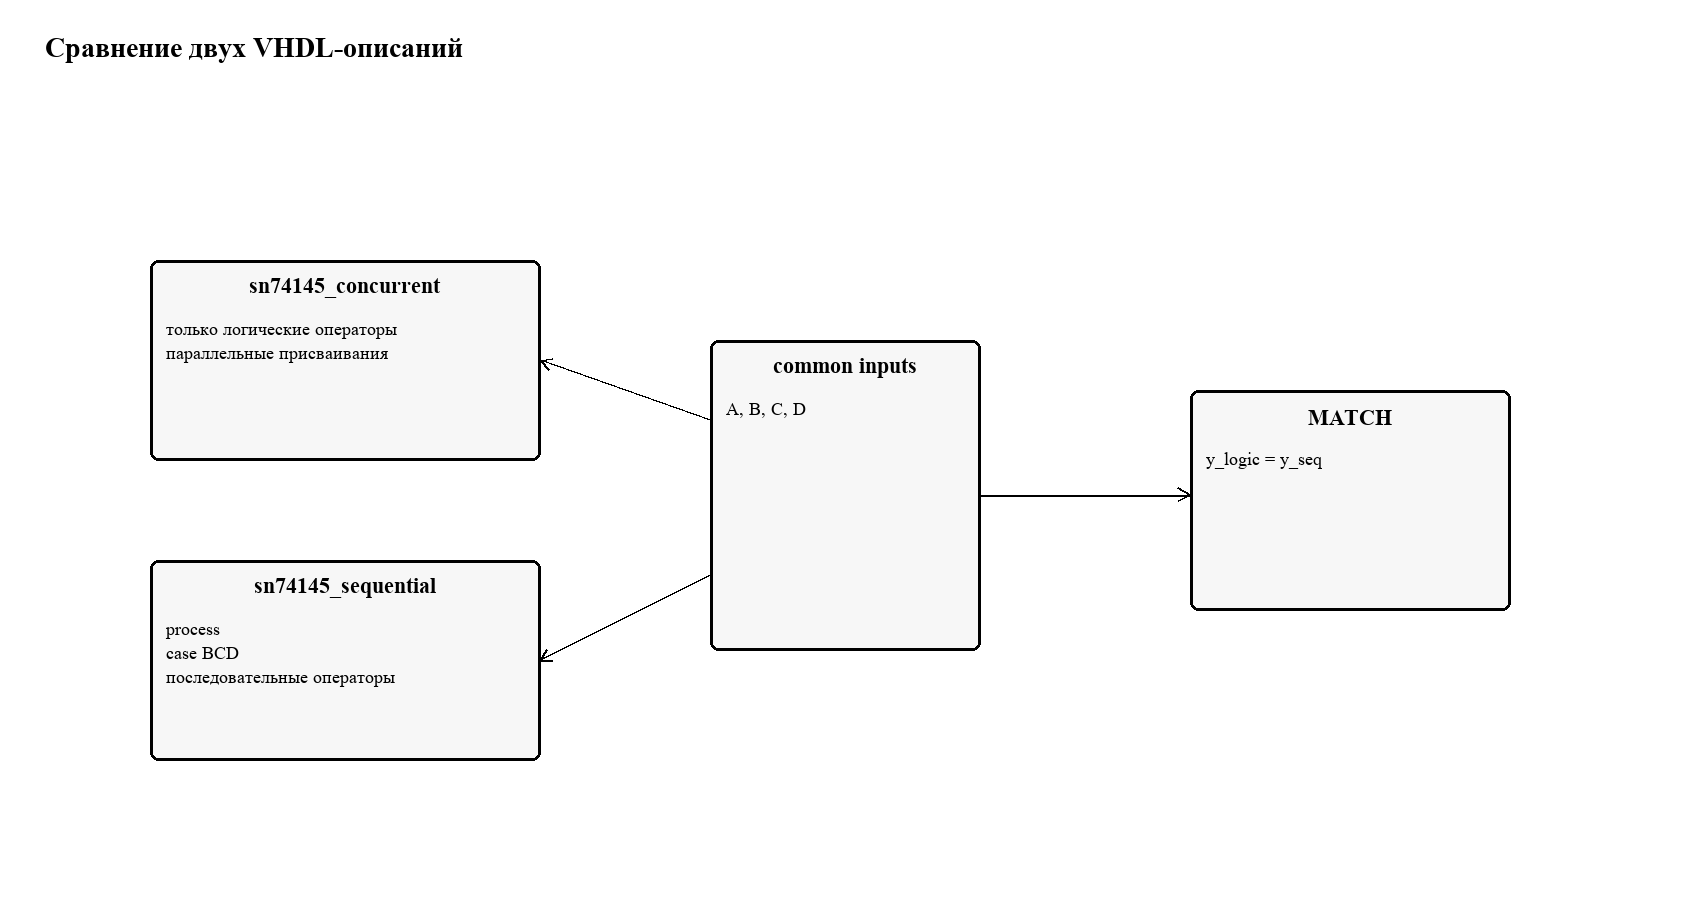 Сравнение двух VHDL-описаний
sn74145_concurrent
только логические операторы
параллельные присваивания
sn74145_sequential
process
case BCD
последовательные операторы
common inputs
A, B, C, D
MATCH
y_logic = y_seq